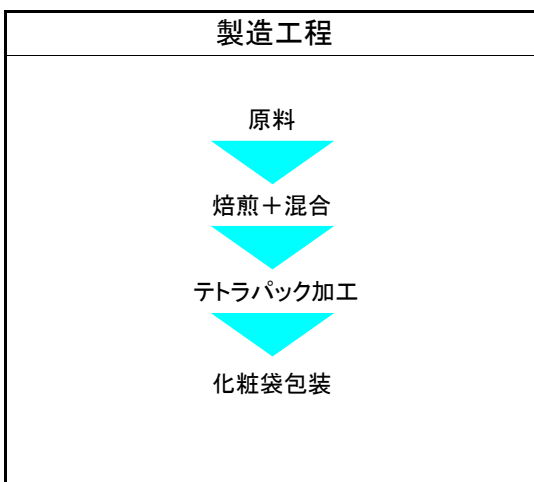 製造工程
原料
焙煎＋混合
テトラパック加工
化粧袋包装